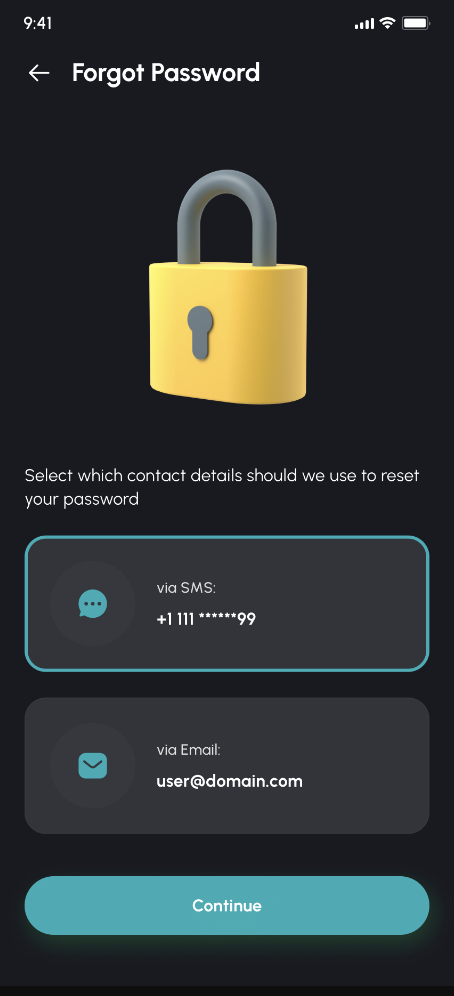 9:41
Forgot Password
Select which contact details should we use to reset
your password
via SMS:
+1 111 ******99
via Email:
user@domain.com
Continue